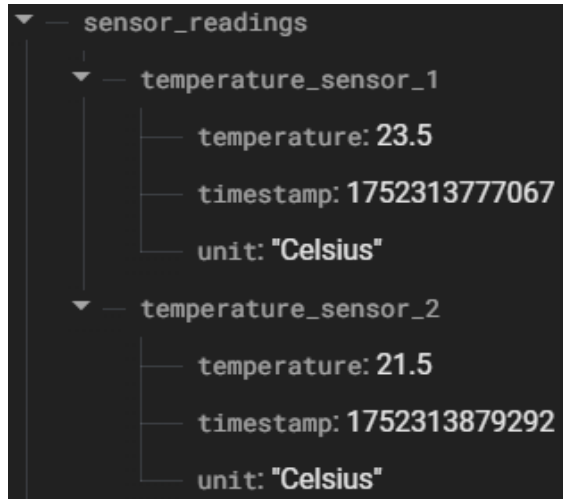 sensor_readings
temperature_sensor_1
temperature: 23.5
timestamp: 1752313777067
unit: "Celsius"
temperature_sensor_2
temperature: 21.5
timestamp: 1752313879292
unit: "Celsius"